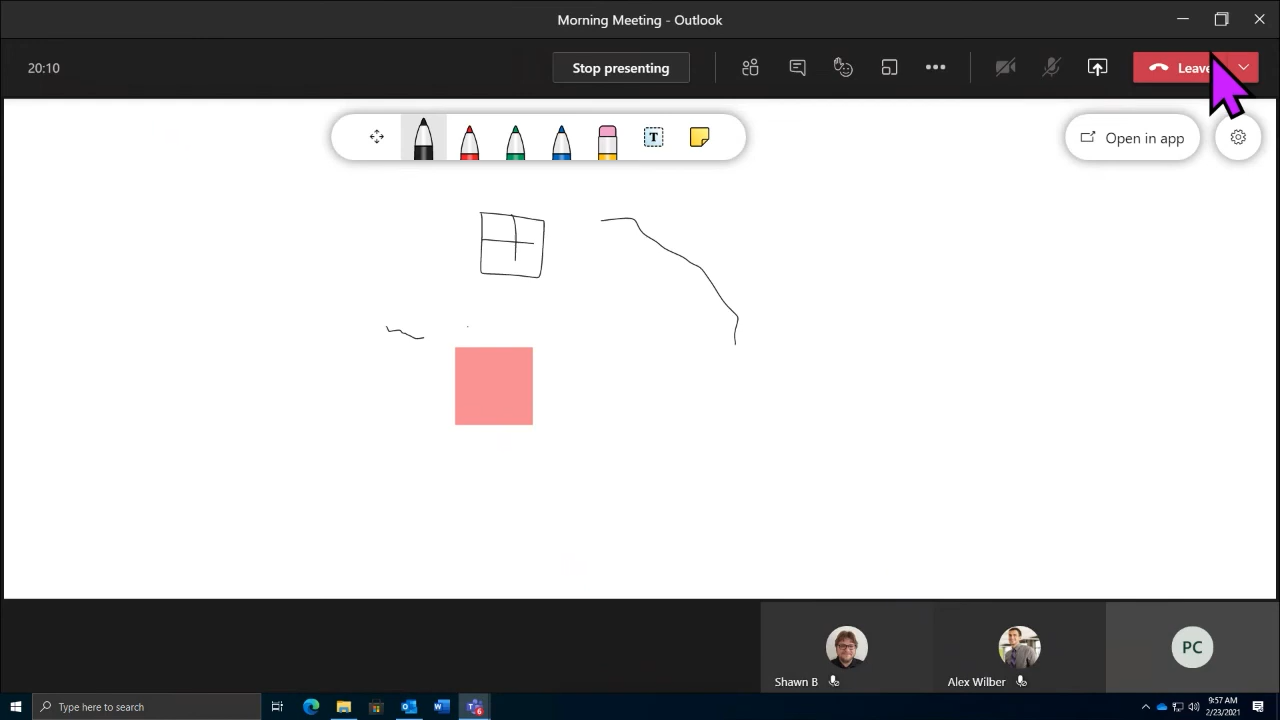 Morning Meeting - Outlook
20:10
Stop presenting
Leave
T
Open in app
Shawn B
Alex Wilber
PC
Type here to search
9:57 AM
2/23/2021